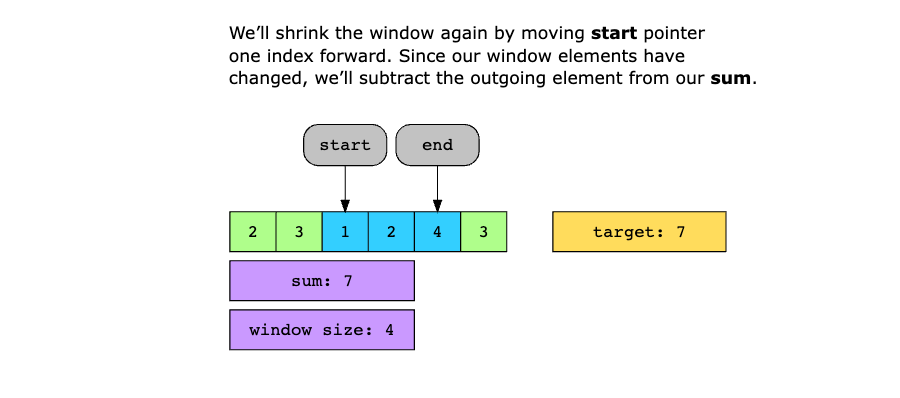 We’ll shrink the window again by moving start pointer
one index forward. Since our window elements have
changed, we’ll subtract the outgoing element from our sum.
start end
2 3 1 2 4 3 target: 7
sum: 7
window size: 4